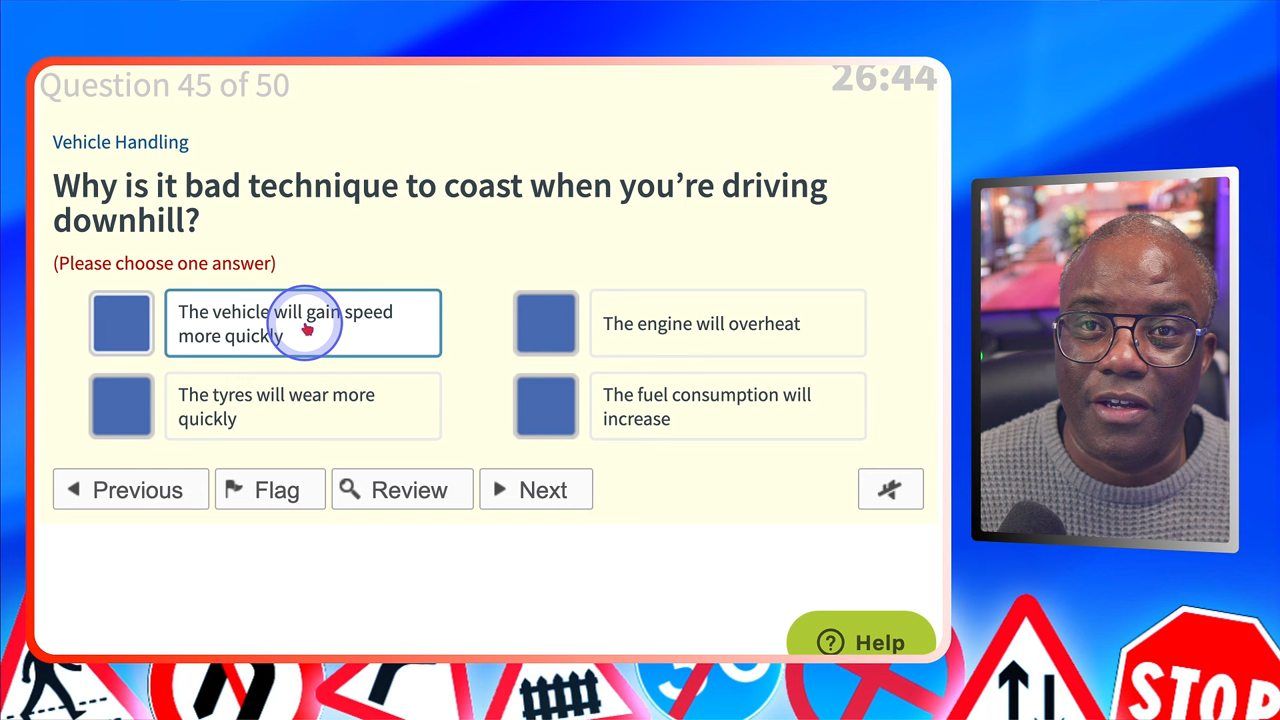 Question 45 of 50
26:44
Vehicle Handling
Why is it bad technique to coast when you’re driving
downhill?
(Please choose one answer)
The vehicle will gain speed
more quickly
The engine will overheat
The tyres will wear more
quickly
The fuel consumption will
increase
Previous
Flag
Review
Next
? Help
STOP